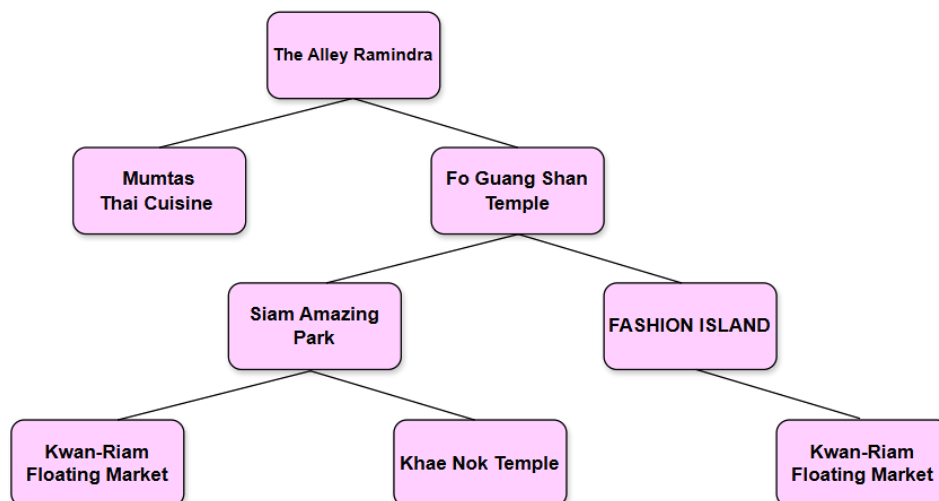 The Alley Ramindra
Mumtas
Thai Cuisine
Fo Guang Shan
Temple
Siam Amazing
Park
FASHION ISLAND
Kwan-Riam
Floating Market
Khae Nok Temple
Kwan-Riam
Floating Market